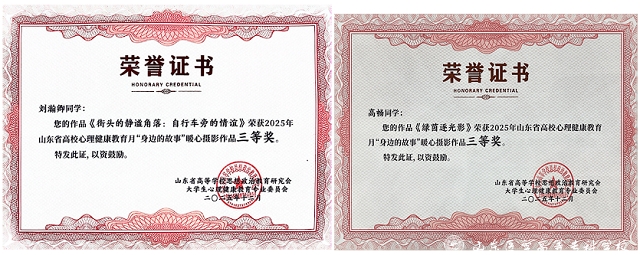 荣誉证书
HONORARY CREDENTIAL
刘瀚卿同学：
您的作品《街头的静谧角落：自行车旁的情谊》荣获2025年
山东省高校心理健康教育月“身边的故事”暖心摄影作品三等奖。
特发此证，以资鼓励。
山东省高等学校思想政治教育研究会
大学生心理健康教育专业委员会
二〇二五年十二月
荣誉证书
HONORARY CREDENTIAL
高畅同学：
您的作品《绿茵逐光影》荣获2025年山东省高校心理健康教育
月“身边的故事”暖心摄影作品三等奖。
特发此证，以资鼓励。
山东省高等学校思想政治教育研究会
大学生心理健康教育专业委员会
二〇二五年十二月